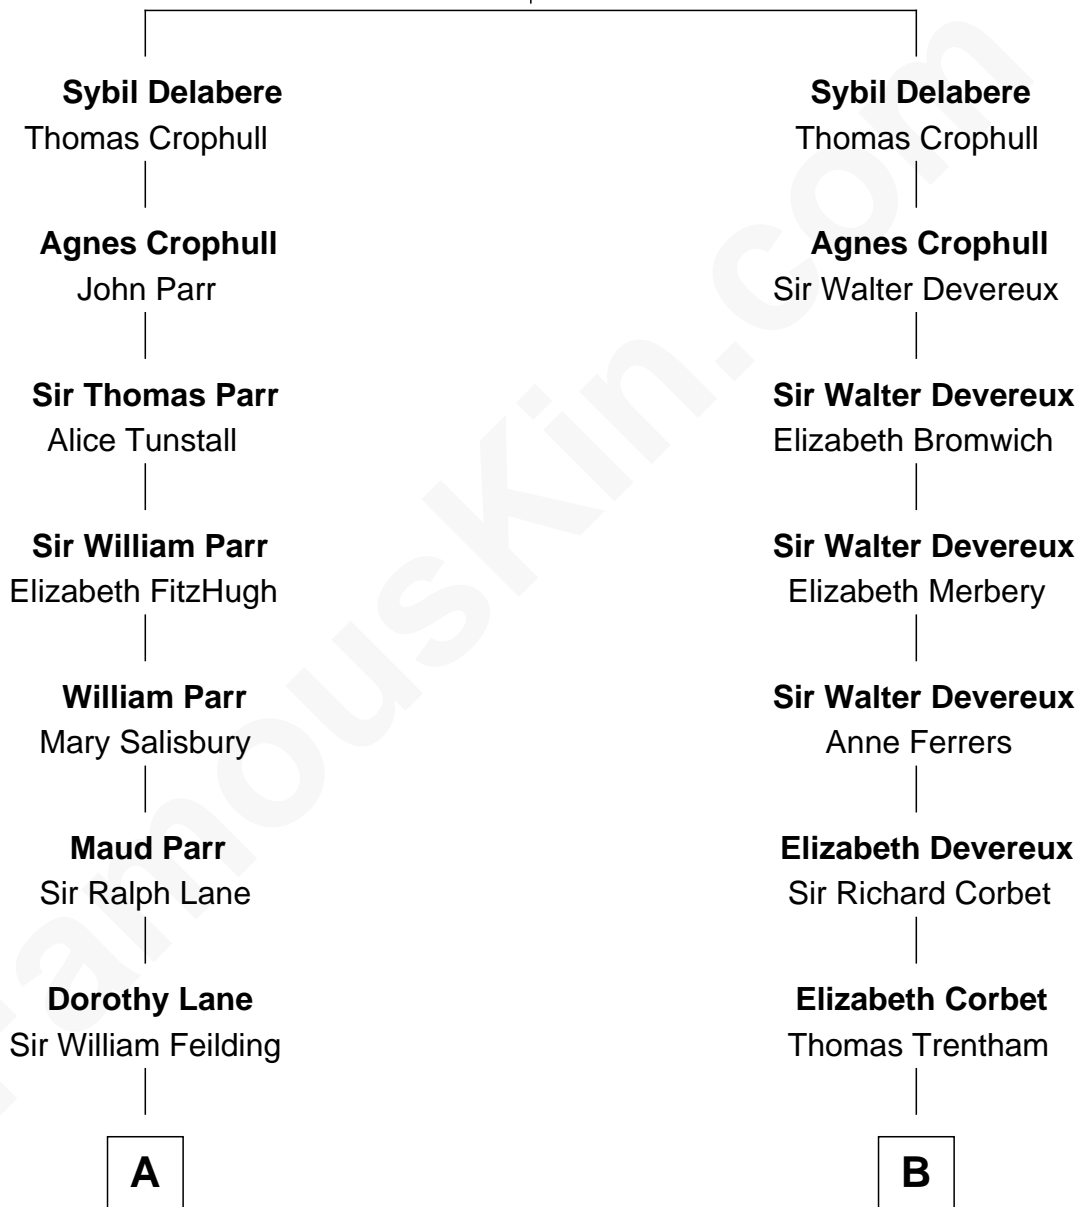 Sybil Delabere
Thomas Crophull
Agnes Crophull
John Parr
Sir Thomas Parr
Alice Tunstall
Sir William Parr
Elizabeth FitzHugh
William Parr
Mary Salisbury
Maud Parr
Sir Ralph Lane
Dorothy Lane
Sir William Feilding
A
Sybil Delabere
Thomas Crophull
Agnes Crophull
Sir Walter Devereux
Sir Walter Devereux
Elizabeth Bromwich
Sir Walter Devereux
Elizabeth Merbery
Sir Walter Devereux
Anne Ferrers
Elizabeth Devereux
Sir Richard Corbet
Elizabeth Corbet
Thomas Trentham
B
FamousKin.com